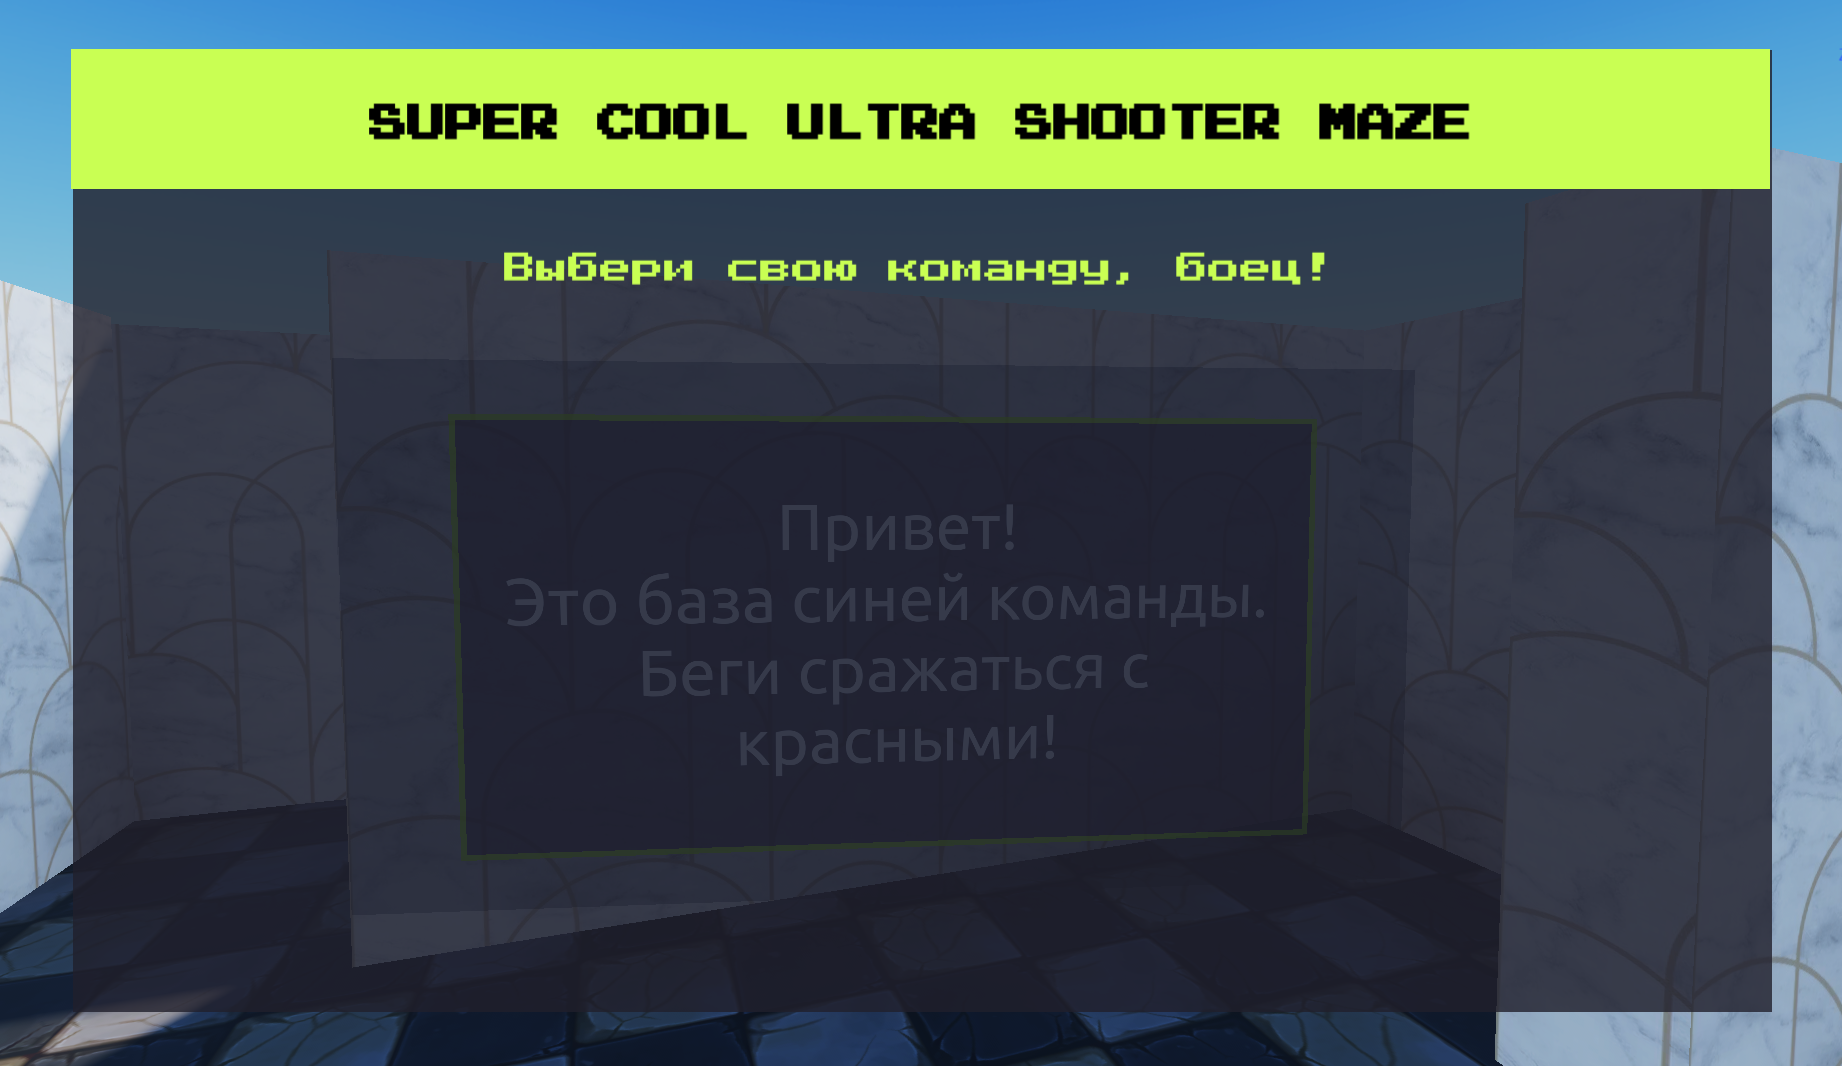 SUPER COOL ULTRA SHOOTER MAZE
Выбери свою команду, боец!
Привет!
Это база синей команды.
Беги сражаться с
красными!